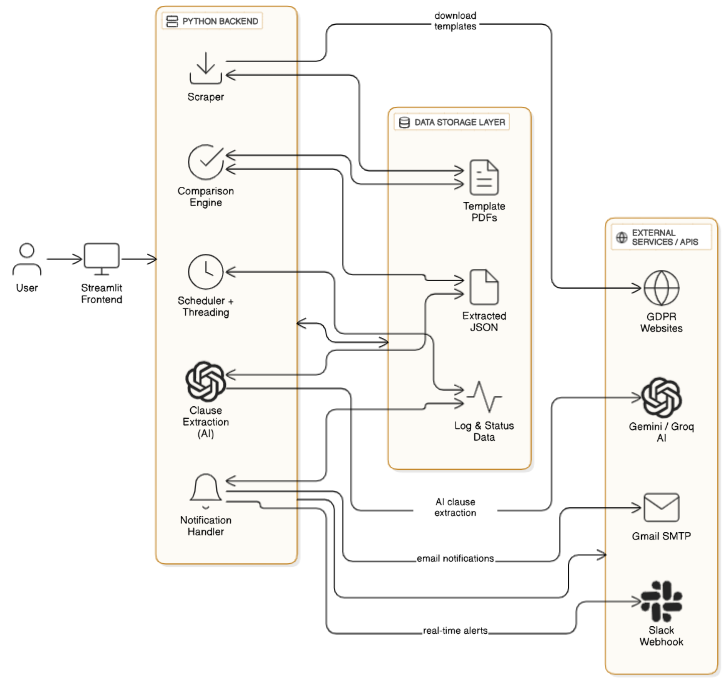 PYTHON BACKEND
download
templates
Scraper
DATA STORAGE LAYER
Comparison
Engine
Template
PDFs
EXTERNAL
SERVICES / APIS
User
Streamlit
Frontend
Scheduler +
Threading
Extracted
JSON
GDPR
Websites
Clause
Extraction
(AI)
Log & Status
Data
Gemini / Groq
AI
AI clause
extraction
Notification
Handler
Gmail SMTP
email notifications
real-time alerts
Slack
Webhook